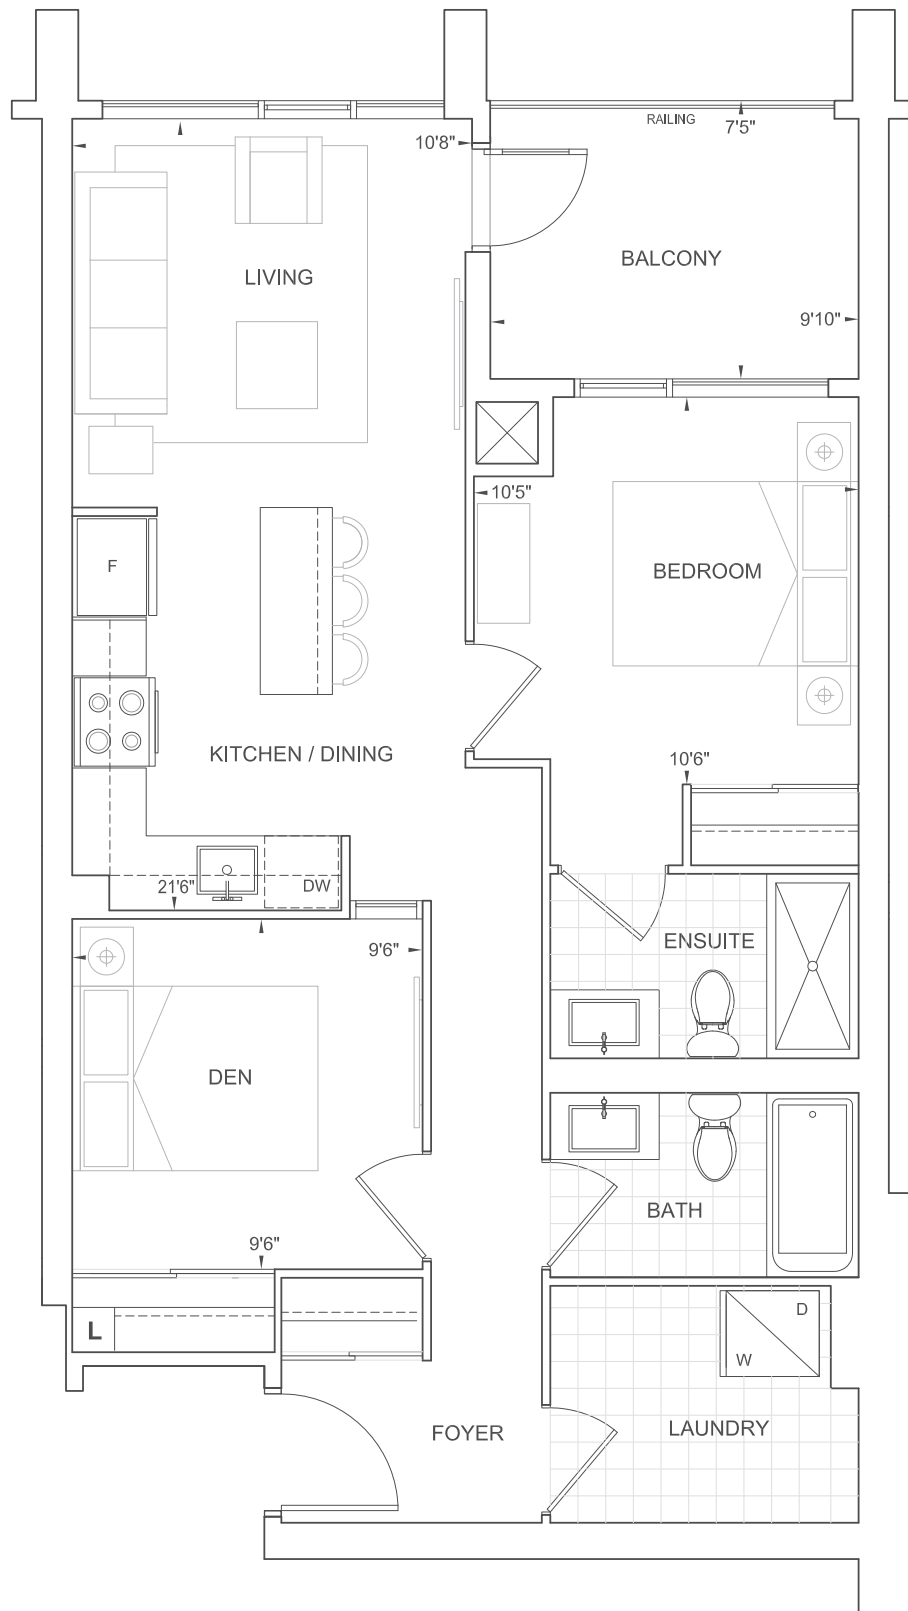 RAILING
7'5"
10'8"
BALCONY
LIVING
9'10"
10'5"
F
BEDROOM
KITCHEN / DINING
10'6"
21'6"
DW
9'6"
ENSUITE
DEN
BATH
9'6"
D
L
W
LAUNDRY
FOYER